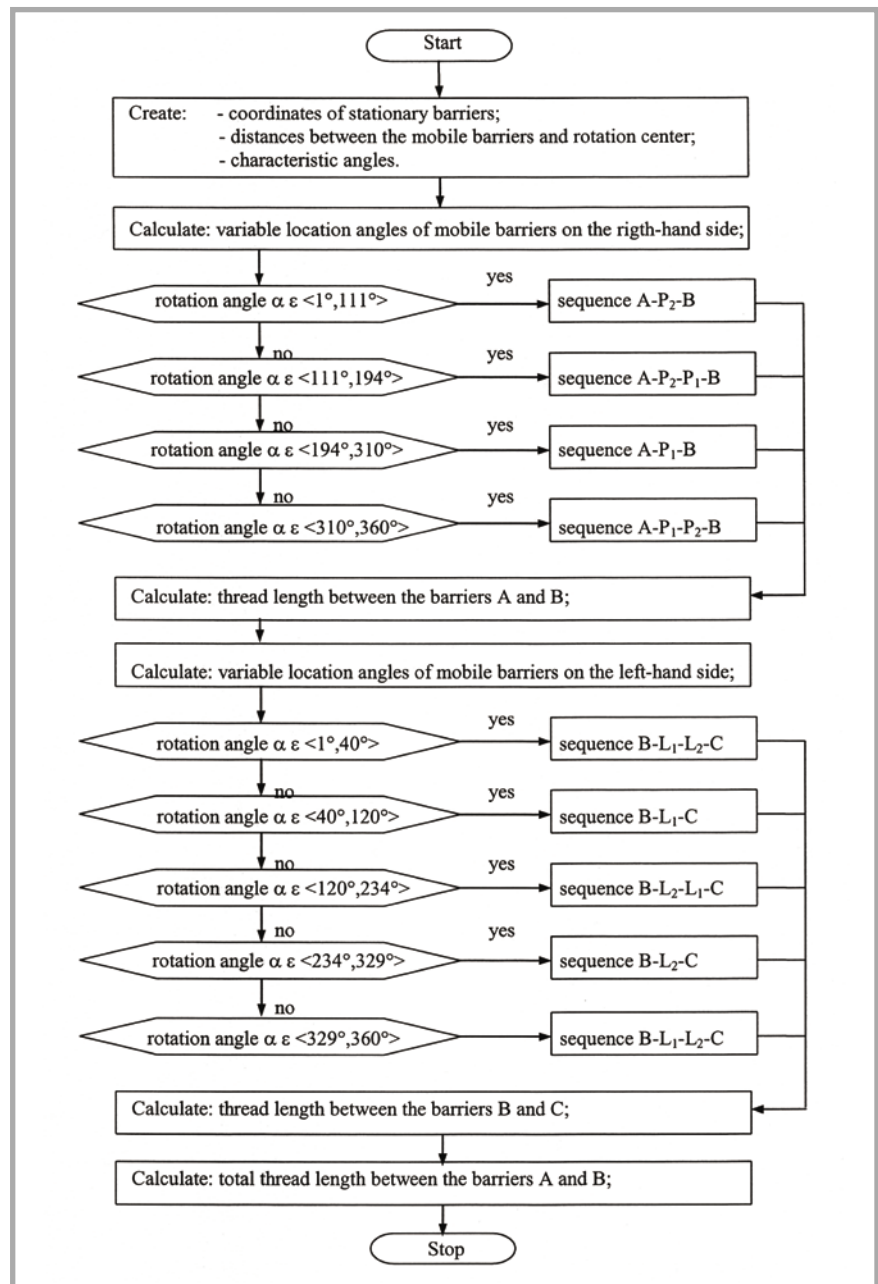 Start
Create: - coordinates of stationary barriers;
- distances between the mobile barriers and rotation center;
- characteristic angles.
Calculate: variable location angles of mobile barriers on the rigth-hand side;
yes
rotation angle α ε <1°,111°> sequence A-P₂-B
no yes
rotation angle α ε <111°,194°> sequence A-P₂-P₁-B
no yes
rotation angle α ε <194°,310°> sequence A-P₁-B
no yes
rotation angle α ε <310°,360°> sequence A-P₁-P₂-B
Calculate: thread length between the barriers A and B;
Calculate: variable location angles of mobile barriers on the left-hand side;
yes
rotation angle α ε <1°,40°> sequence B-L₁-L₂-C
no yes
rotation angle α ε <40°,120°> sequence B-L₁-C
no yes
rotation angle α ε <120°,234°> sequence B-L₂-L₁-C
no yes
rotation angle α ε <234°,329°> sequence B-L₂-C
no
rotation angle α ε <329°,360°> sequence B-L₁-L₂-C
Calculate: thread length between the barriers B and C;
Calculate: total thread length between the barriers A and B;
Stop